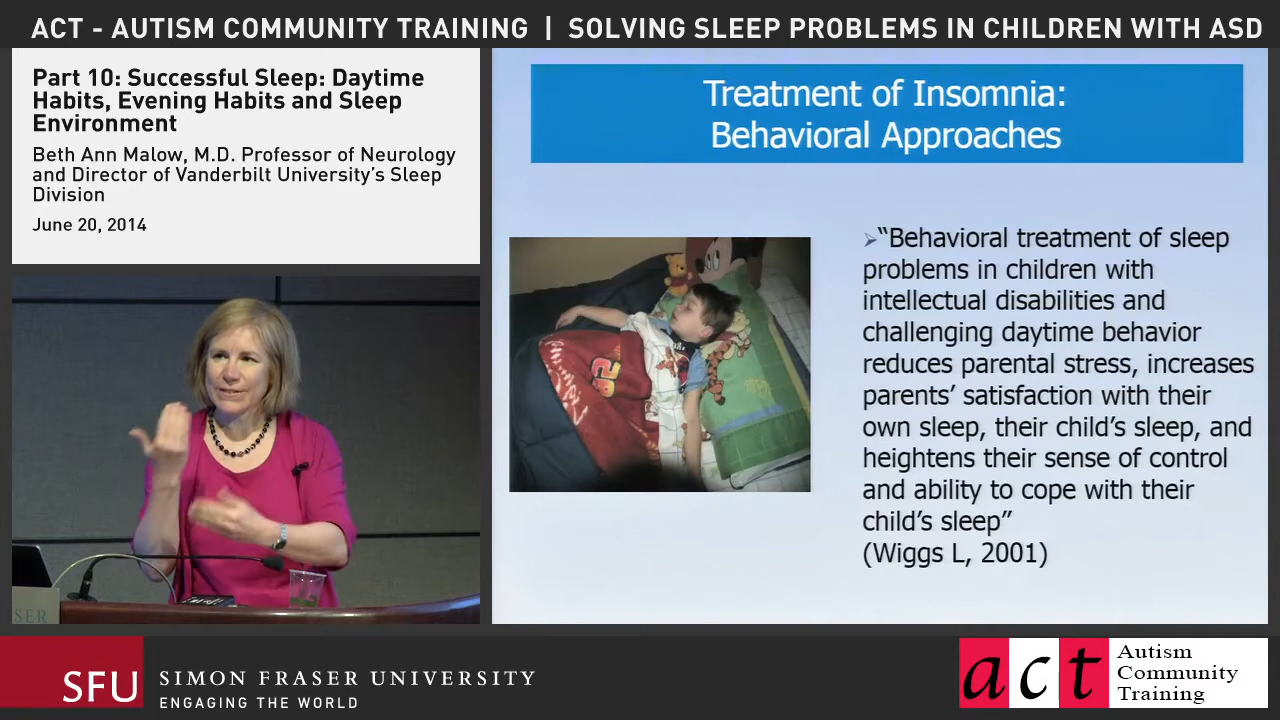 ACT - AUTISM COMMUNITY TRAINING | SOLVING SLEEP PROBLEMS IN CHILDREN WITH ASD
Part 10: Successful Sleep: Daytime
Habits, Evening Habits and Sleep
Environment
Beth Ann Malow, M.D. Professor of Neurology
and Director of Vanderbilt University's Sleep
Division
June 20, 2014
Treatment of Insomnia:
Behavioral Approaches
“Behavioral treatment of sleep
problems in children with
intellectual disabilities and
challenging daytime behavior
reduces parental stress, increases
parents’ satisfaction with their
own sleep, their child’s sleep, and
heightens their sense of control
and ability to cope with their
child’s sleep”
(Wiggs L, 2001)
SER
SFU SIMON FRASER UNIVERSITY
ENGAGING THE WORLD
act
Autism
Community
Training